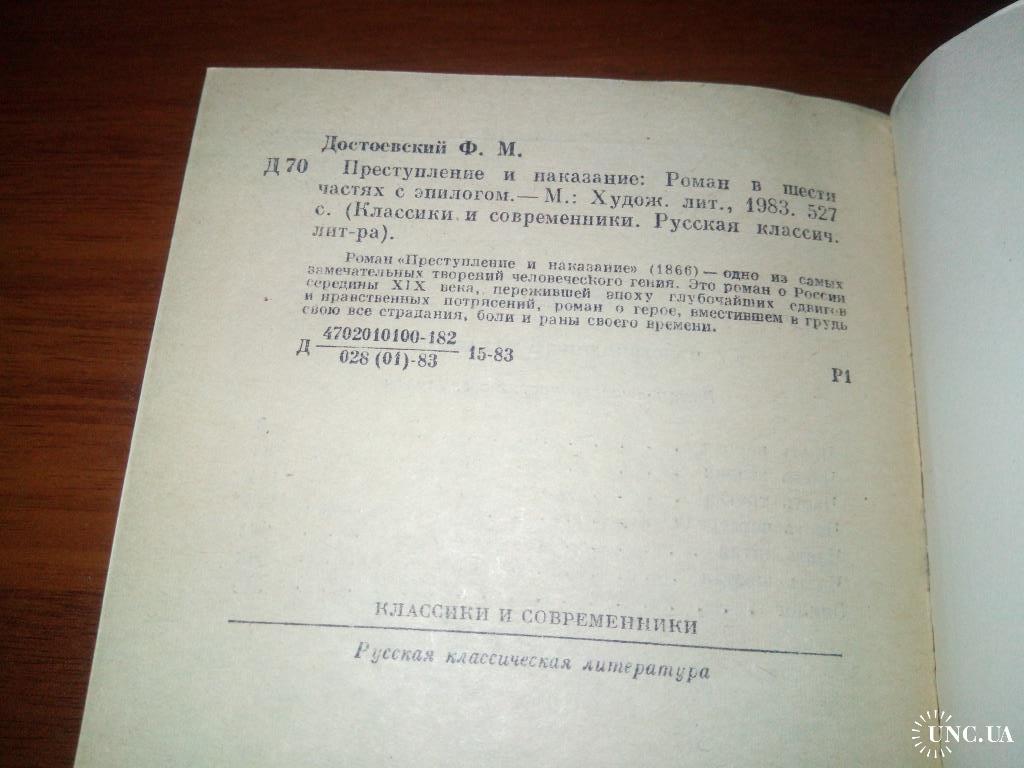 Достоевский Ф. М.
Д 70 Преступление и наказание: Роман в шести
частях с эпилогом.— М.: Худож. лит., 1983. 527
с. (Классики и современники. Русская классич.
лит-ра).
Роман «Преступление и наказание» (1866) — одно из самых
замечательных творений человеческого гения. Это роман о России
середины XIX века, пережившей эпоху глубочайших сдвигов
и нравственных потрясений, роман о герое, вместившем в грудь
свою все страдания, боли и раны своего времени.
Д 4702010100-182
028 (01)-83 15-83
Р1
КЛАССИКИ И СОВРЕМЕННИКИ
Русская классическая литература
UNC.UA